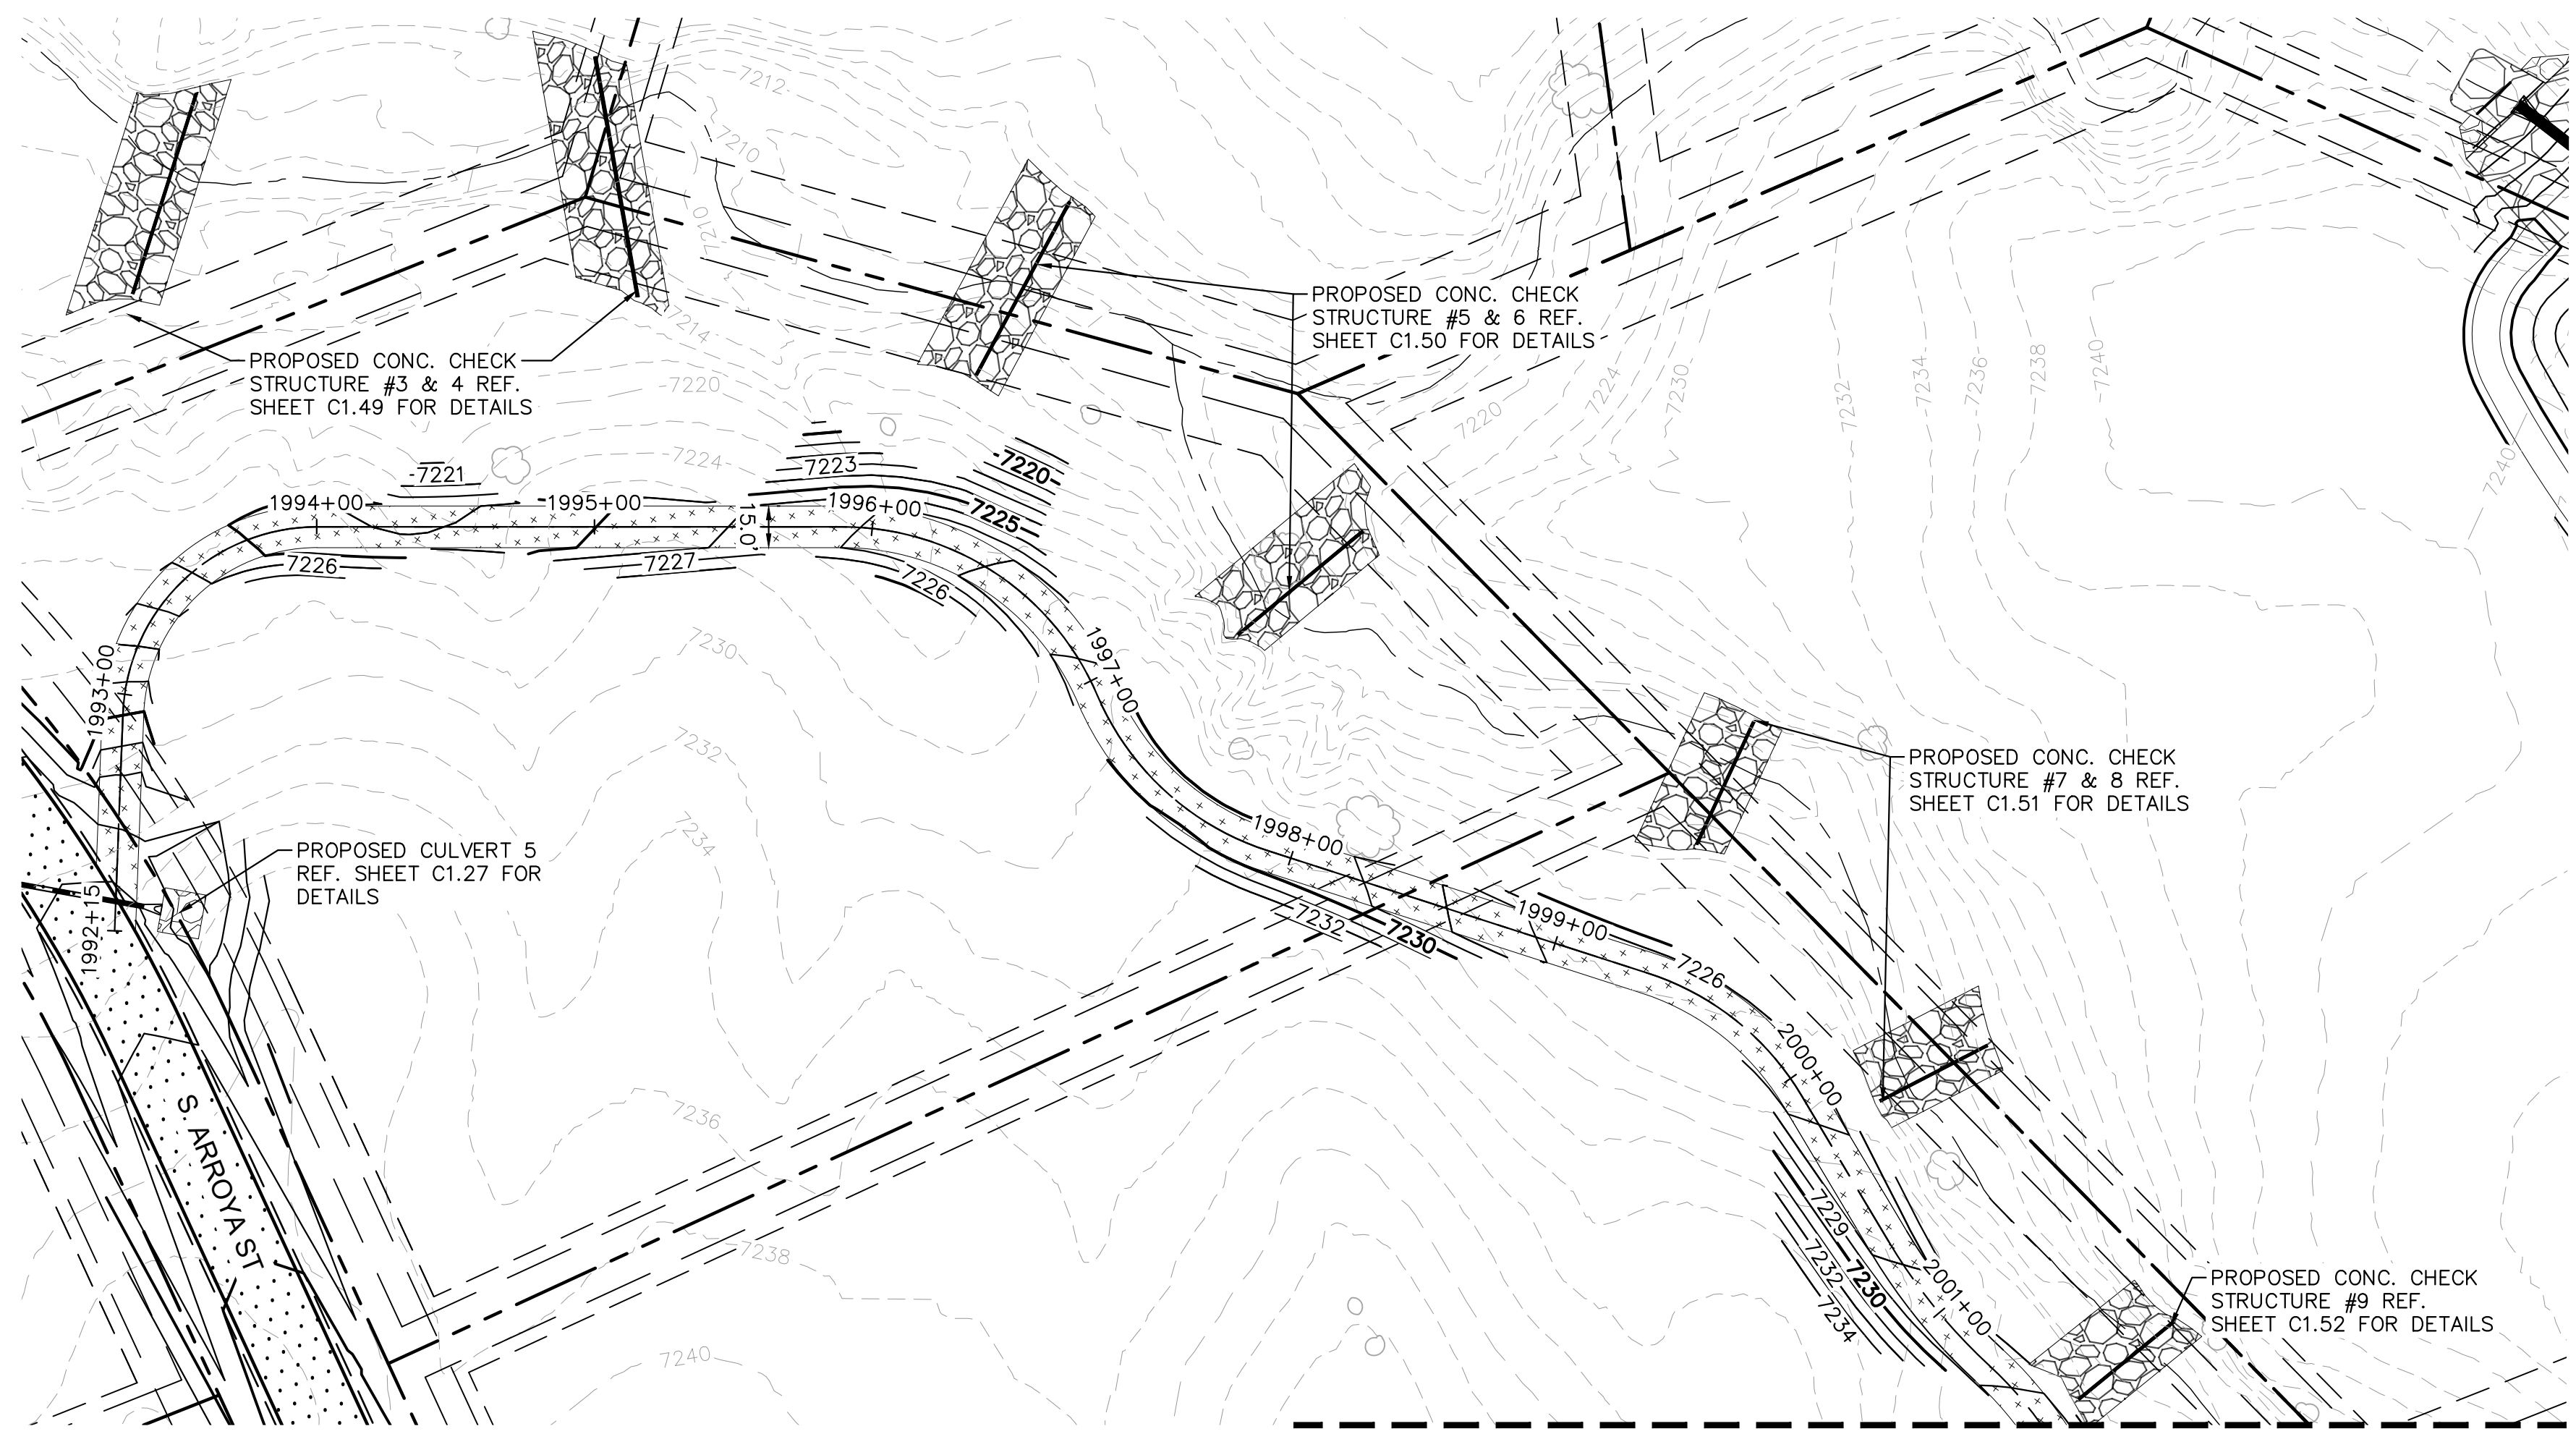 7212
7210
7210
7214
PROPOSED CONC. CHECK
STRUCTURE #5 & 6 REF.
SHEET C1.50 FOR DETAILS
PROPOSED CONC. CHECK
STRUCTURE #3 & 4 REF.
SHEET C1.49 FOR DETAILS
7220
7220
7224
7230
7232
7234
7236
7238
7240
7240
7224
7221
7223
7220
7225
1994+00
1995+00
1996+00
15.0'
7226
7227
7226
7230
7232
7234
1993+00
1997+00
PROPOSED CONC. CHECK
STRUCTURE #7 & 8 REF.
SHEET C1.51 FOR DETAILS
PROPOSED CULVERT 5
REF. SHEET C1.27 FOR
DETAILS
1992+15
1998+00
7232
7230
1999+00
7226
2000+00
S. ARROYA ST
7236
7238
7240
7229
7232
7230
7234
2001+00
PROPOSED CONC. CHECK
STRUCTURE #9 REF.
SHEET C1.52 FOR DETAILS